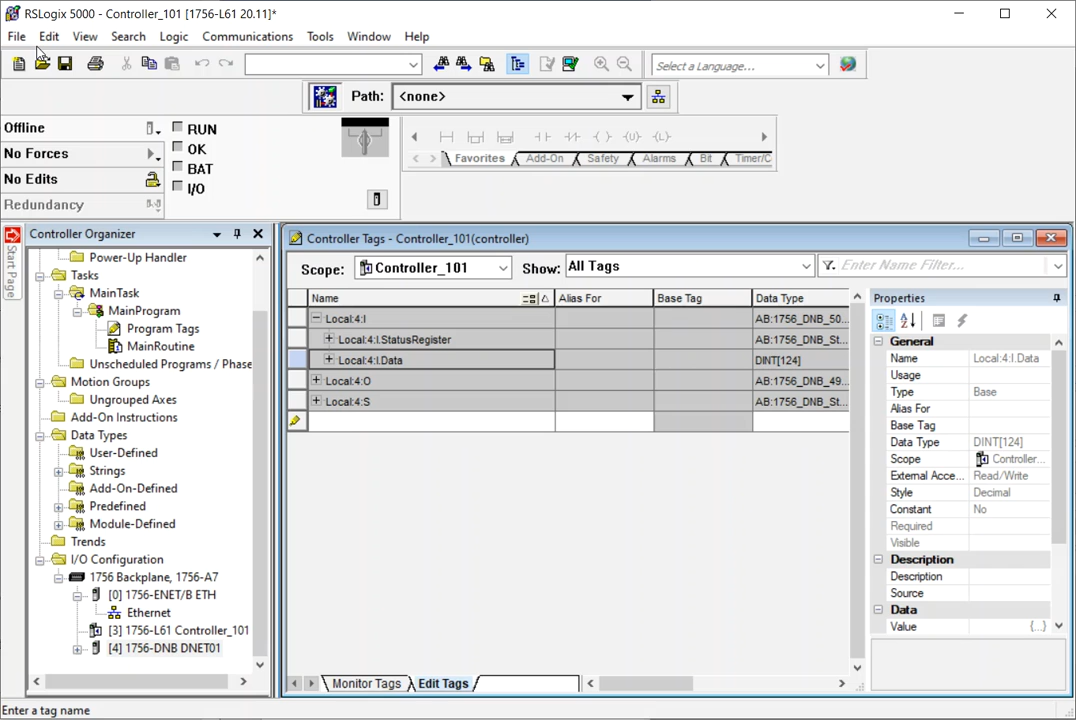 RSLogix 5000 - Controller_101 [1756-L61 20.11]*
File Edit View Search Logic Communications Tools Window Help
Select a Language...
Path: <none>
Offline
RUN
No Forces
OK
BAT
No Edits
I/O
Redundancy
Favorites Add-On Safety Alarms Bit Timer/C
Start Page
Controller Organizer
Power-Up Handler
Tasks
MainTask
MainProgram
Program Tags
MainRoutine
Unscheduled Programs / Phase
Motion Groups
Ungrouped Axes
Add-On Instructions
Data Types
User-Defined
Strings
Add-On-Defined
Predefined
Module-Defined
Trends
I/O Configuration
1756 Backplane, 1756-A7
[0] 1756-ENET/B ETH
Ethernet
[3] 1756-L61 Controller_101
[4] 1756-DNB DNET01
Controller Tags - Controller_101(controller)
Scope: Controller_101 Show: All Tags Enter Name Filter...
Name Alias For Base Tag Data Type
Local:4:I AB:1756_DNB_50...
Local:4:I.StatusRegister AB:1756_DNB_St...
Local:4:I.Data DINT[124]
Local:4:O AB:1756_DNB_49...
Local:4:S AB:1756_DNB_St...
Monitor Tags Edit Tags
Properties
General
Name Local:4:I.Data
Usage
Type Base
Alias For
Base Tag
Data Type DINT[124]
Scope Controller...
External Acce... Read/Write
Style Decimal
Constant No
Required
Visible
Description
Description
Source
Data
Value {...}
Enter a tag name